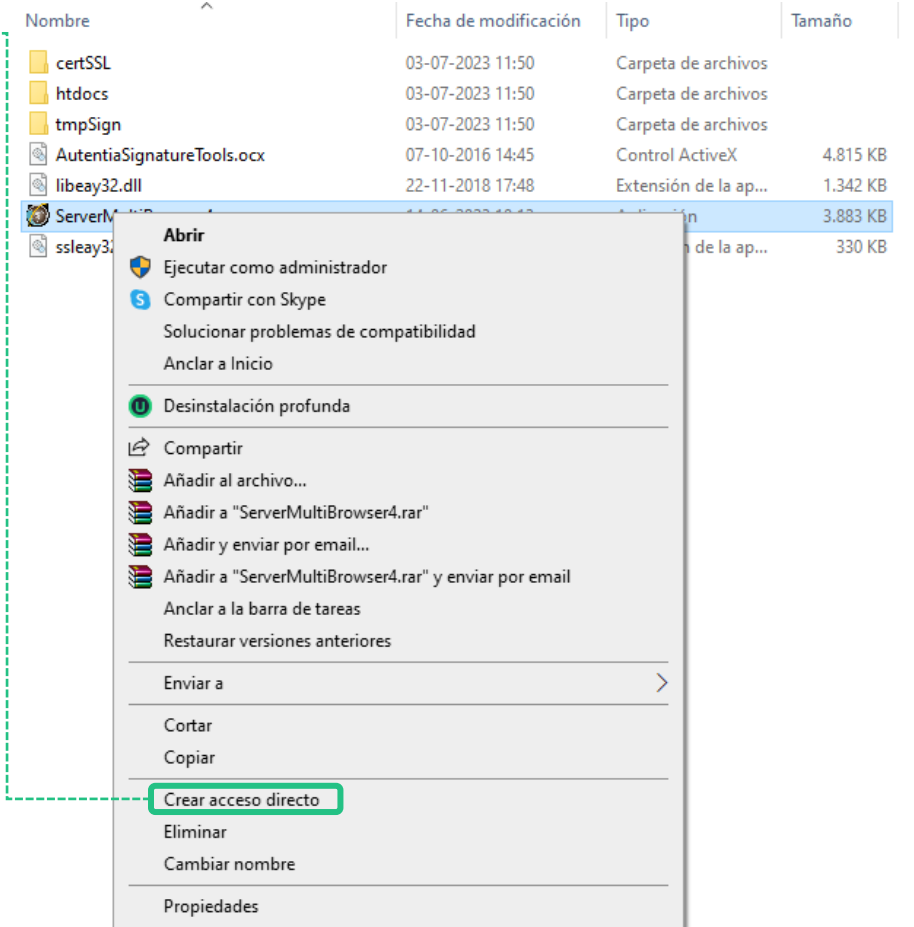 Nombre Fecha de modificación Tipo Tamaño
certSSL 03-07-2023 11:50 Carpeta de archivos
htdocs 03-07-2023 11:50 Carpeta de archivos
tmpSign 03-07-2023 11:50 Carpeta de archivos
AutentiaSignatureTools.ocx 07-10-2016 14:45 Control ActiveX 4.815 KB
libeay32.dll 22-11-2018 17:48 Extensión de la ap... 1.342 KB
3.883 KB
de la ap... 330 KB
Abrir
Ejecutar como administrador
Compartir con Skype
Solucionar problemas de compatibilidad
Anclar a Inicio
Desinstalación profunda
Compartir
Añadir al archivo...
Añadir a "ServerMultiBrowser4.rar"
Añadir y enviar por email...
Añadir a "ServerMultiBrowser4.rar" y enviar por email
Anclar a la barra de tareas
Restaurar versiones anteriores
Enviar a
Cortar
Copiar
Crear acceso directo
Eliminar
Cambiar nombre
Propiedades